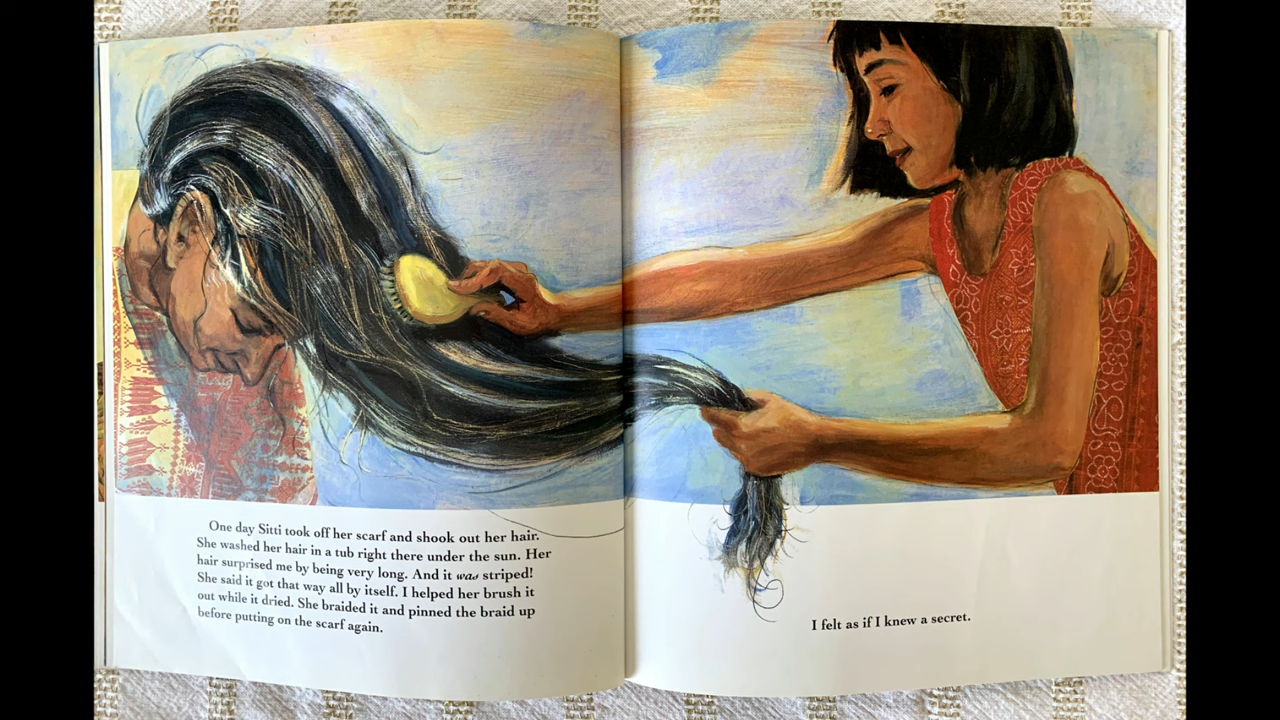 One day Sitti took off her scarf and shook out her hair.
She washed her hair in a tub right there under the sun. Her
hair surprised me by being very long. And it was striped!
She said it got that way all by itself. I helped her brush it
out while it dried. She braided it and pinned the braid up
before putting on the scarf again.
I felt as if I knew a secret.